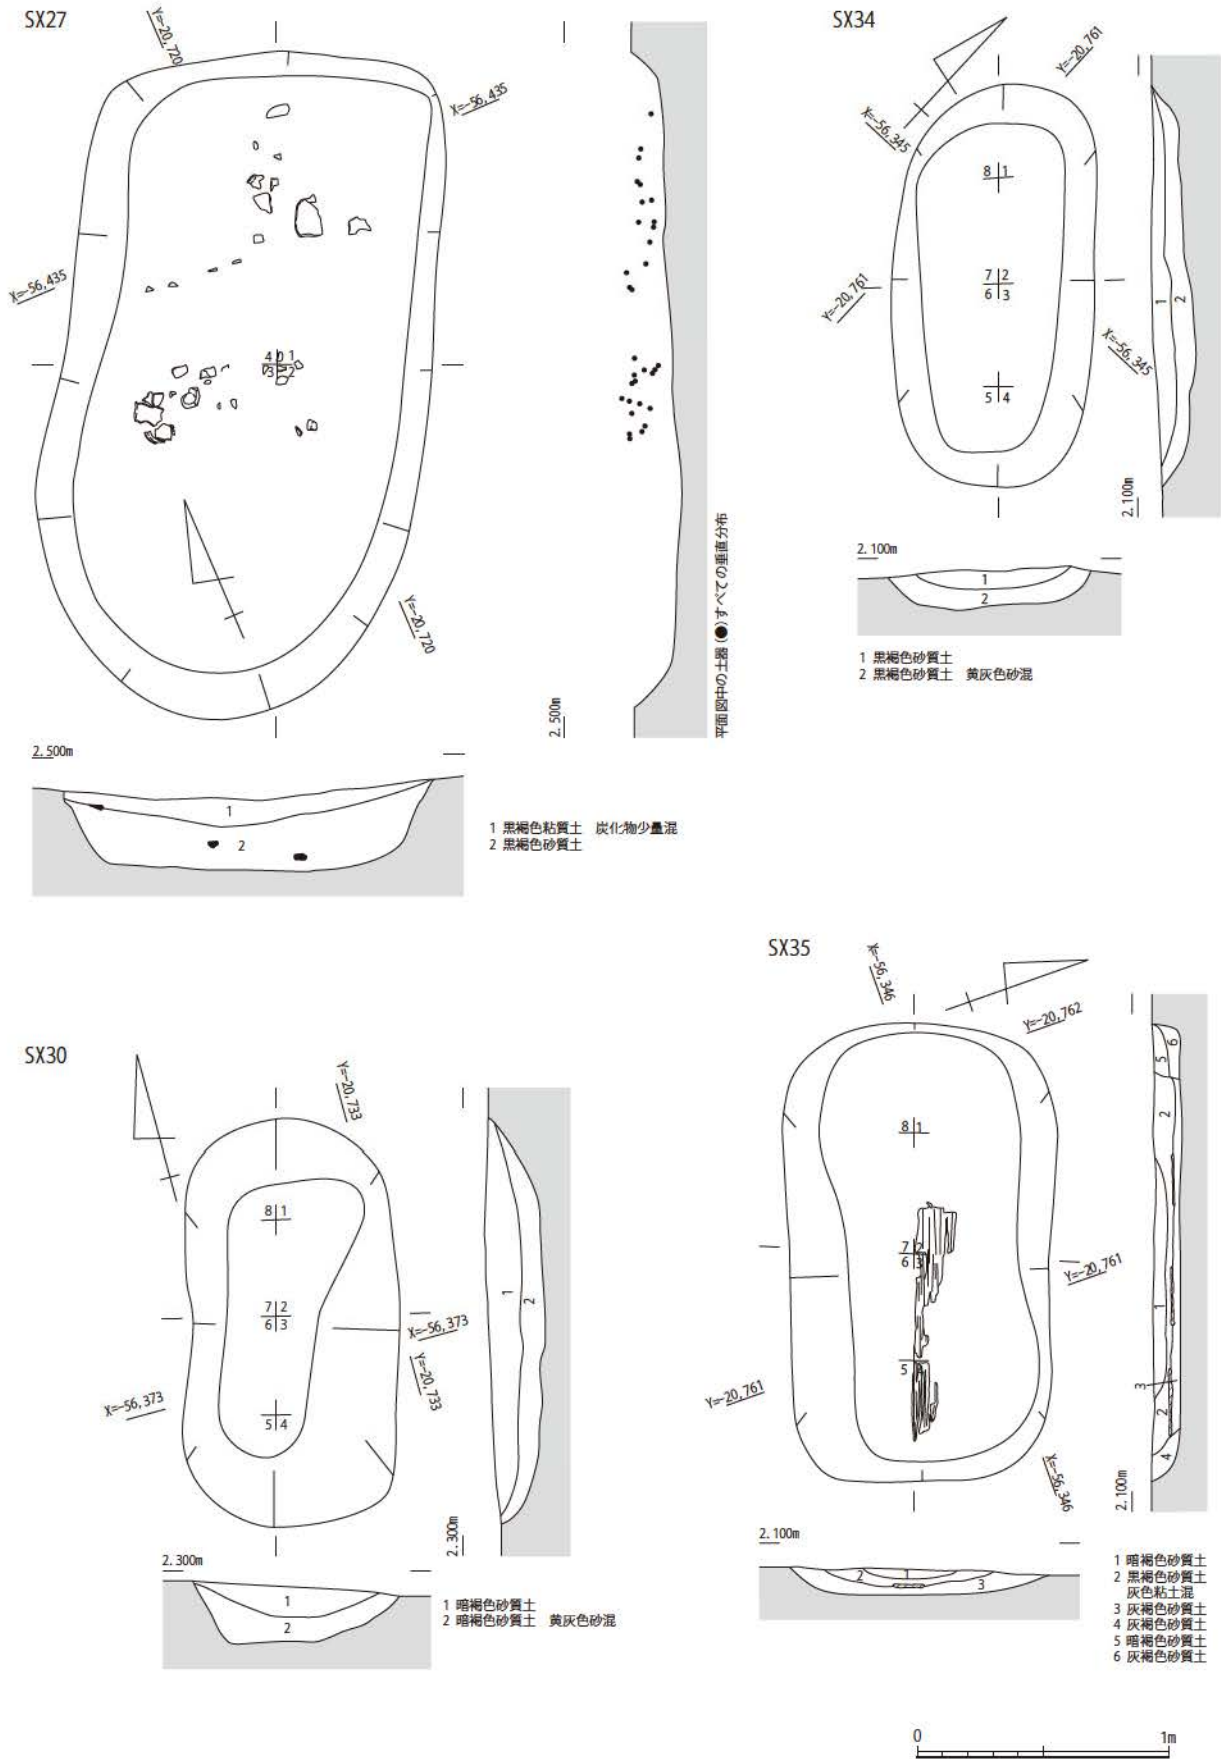 SX27
Y=-20,720
X=-56,435
X=-56,435
4 1
3 2
Y=-20,720
2.500m
平面図中の土器(●)すべての垂直分布
2.500m
1
2
1 黒褐色粘質土 炭化物少量混
2 黒褐色砂質土
SX34
Y=-20,761
X=-56,345
8 1
7 2
6 3
5 4
Y=-20,761
X=-56,345
1
2
2.100m
2.100m
1
2
1 黒褐色砂質土
2 黒褐色砂質土 黄灰色砂混
SX30
Y=-20,733
8 1
7 2
6 3
5 4
X=-56,373
Y=-20,733
X=-56,373
1
2
2.300m
2.300m
1
2
1 暗褐色砂質土
2 暗褐色砂質土 黄灰色砂混
SX35
X=-56,346
Y=-20,762
8 1
7 2
6 3
5
Y=-20,761
Y=-20,761
X=-56,346
5
6
2
1
3
2
4
2.100m
2.100m
2
1
3
1 暗褐色砂質土
2 黒褐色砂質土
灰色粘土混
3 灰褐色砂質土
4 灰褐色砂質土
5 暗褐色砂質土
6 灰褐色砂質土
0 1m